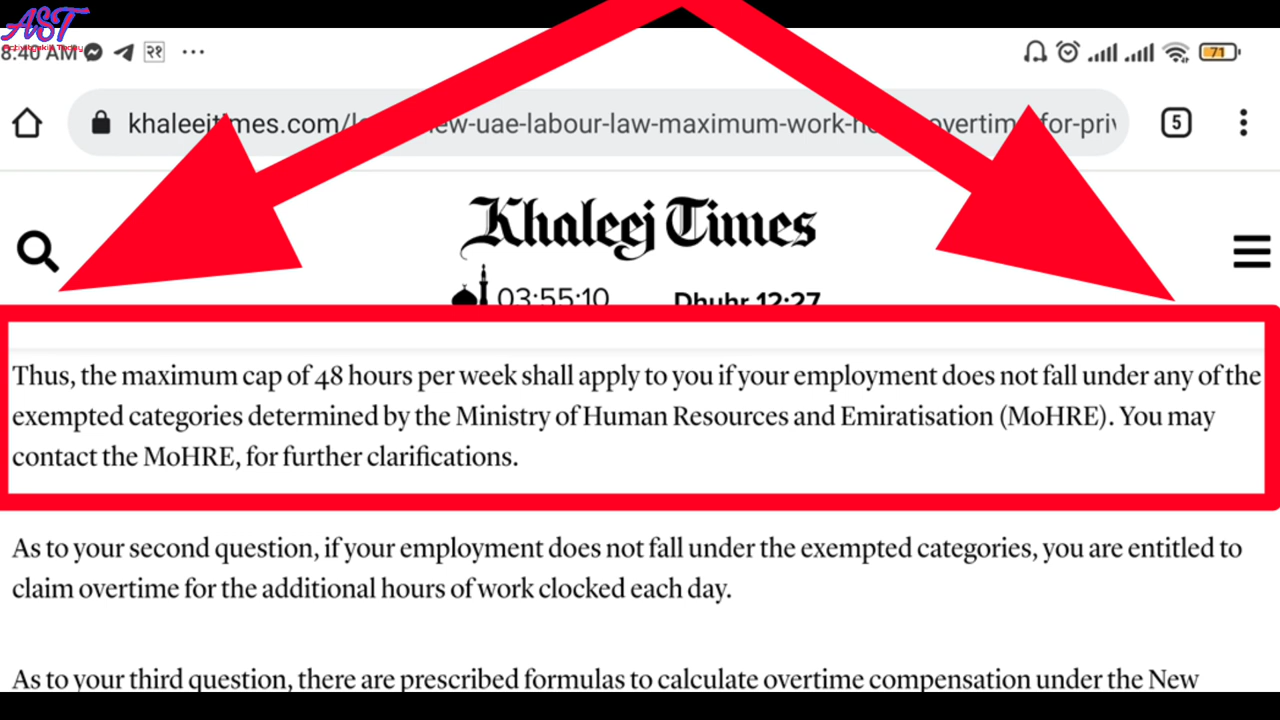 AST
8:40 AM २१ ...
71
khaleejtimes.com/ new-uae-labour-law-maximum-work- overtime for-priv
5
Khaleej Times
03:55:10 Dhuhr 12:27
Thus, the maximum cap of 48 hours per week shall apply to you if your employment does not fall under any of the
exempted categories determined by the Ministry of Human Resources and Emiratisation (MoHRE). You may
contact the MoHRE, for further clarifications.
As to your second question, if your employment does not fall under the exempted categories, you are entitled to
claim overtime for the additional hours of work clocked each day.
As to your third question, there are prescribed formulas to calculate overtime compensation under the New